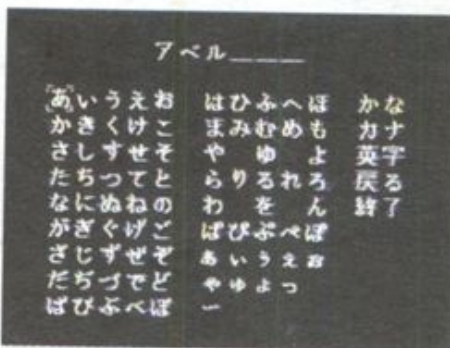 アベル____
あいうえお はひふへほ かな
かきくけこ まみむめも カナ
さしすせそ や ゆ よ 英字
たちつてと らりるれろ 戻る
なにぬねの わ を ん 終了
がぎぐげご ぱぴぷぺぽ
ざじずぜぞ ぁぃぅぇぉ
だぢづでど ゃゅょっ
ばびぶべぼ ー